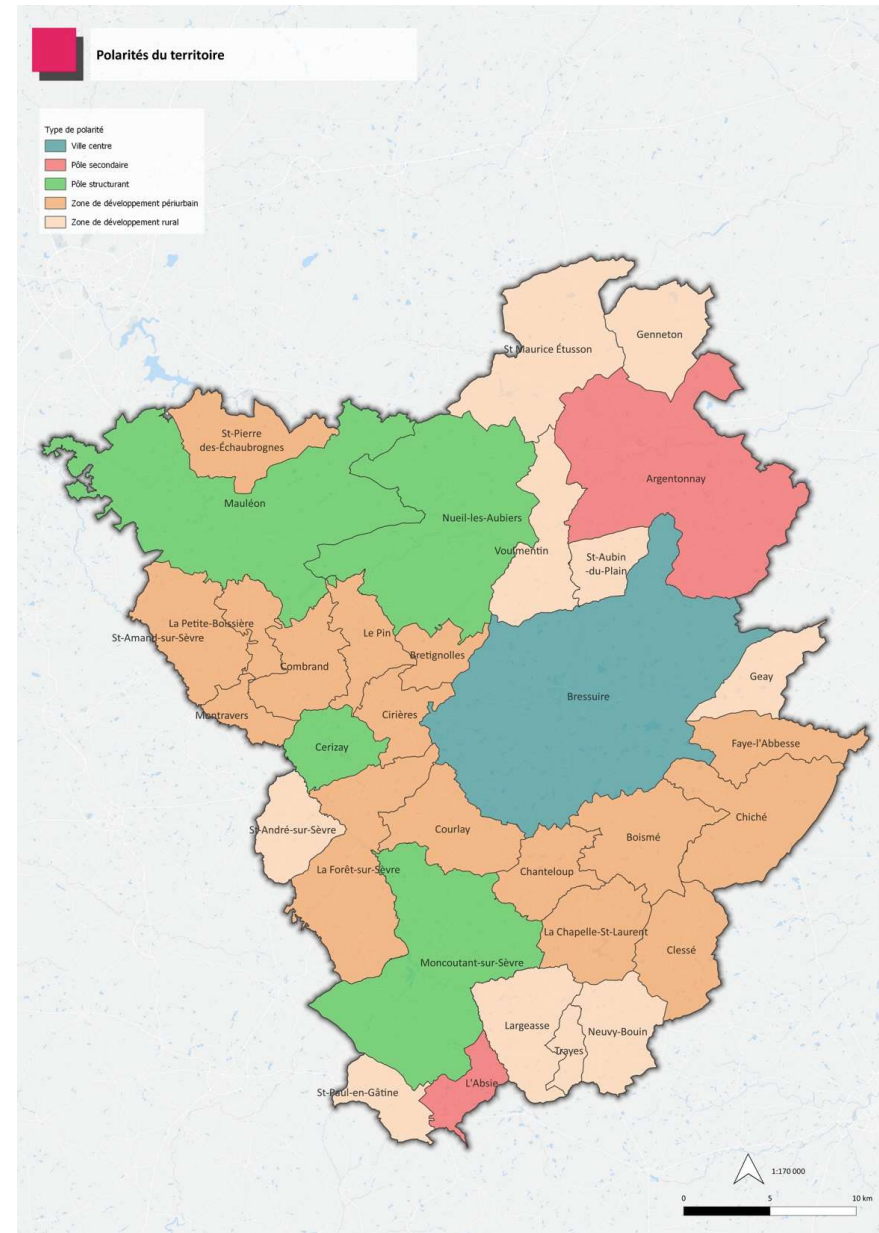 Polarités du territoire
Type de polarité
Ville centre
Pôle secondaire
Pôle structurant
Zone de développement périurbain
Zone de développement rural
Genneton
St Maurice Étusson
St-Pierre
des-Échaubrognes
Argentonnay
Mauléon
Nueil-les-Aubiers
Voulmentin
St-Aubin
-du-Plain
La Petite-Boissière
St-Amand-sur-Sèvre
Le Pin
Bretignolles
Combrand
Geay
Bressuire
Montravers
Cirières
Cerizay
Faye-l'Abbesse
Chiché
St-André-sur-Sèvre
Courlay
Boismé
La Forêt-sur-Sèvre
Chanteloup
La Chapelle-St-Laurent
Clessé
Moncoutant-sur-Sèvre
Largeasse
Neuvy-Bouin
Trayes
L'Absie
St-Paul-en-Gâtine
1:170 000
0 5 10 km